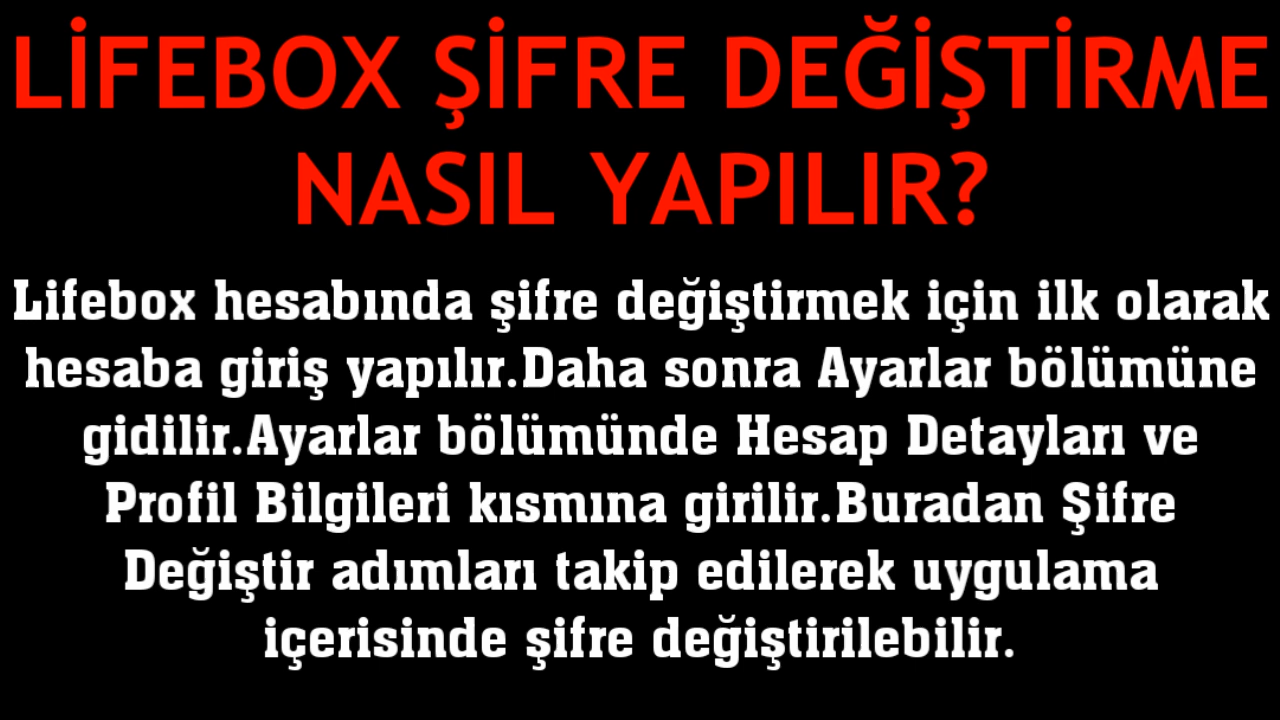 LİFEBOX ŞİFRE DEĞİŞTİRME
NASIL YAPILIR?
Lifebox hesabında şifre değiştirmek için ilk olarak
hesaba giriş yapılır.Daha sonra Ayarlar bölümüne
gidilir.Ayarlar bölümünde Hesap Detayları ve
Profil Bilgileri kısmına girilir.Buradan Şifre
Değiştir adımları takip edilerek uygulama
içerisinde şifre değiştirilebilir.